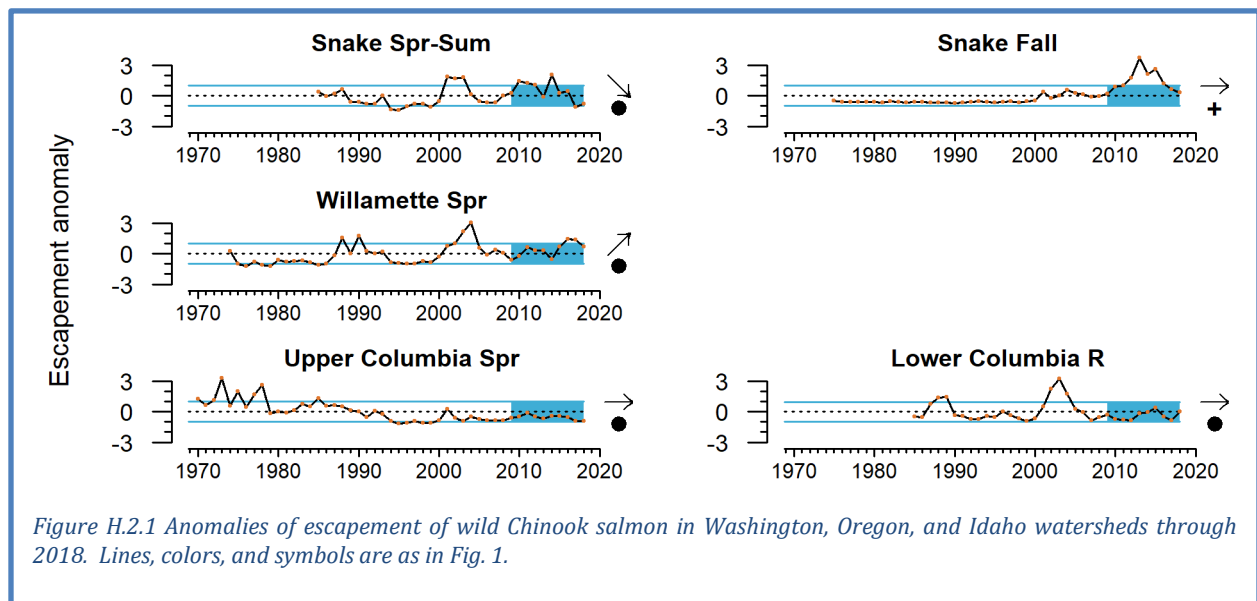 Snake Spr-Sum
Snake Fall
Escapement anomaly
3
0
-3
1970 1980 1990 2000 2010 2020
3
0
-3
+
1970 1980 1990 2000 2010 2020
Willamette Spr
3
0
-3
1970 1980 1990 2000 2010 2020
Upper Columbia Spr
Lower Columbia R
3
0
-3
1970 1980 1990 2000 2010 2020
3
0
-3
1970 1980 1990 2000 2010 2020
Figure H.2.1 Anomalies of escapement of wild Chinook salmon in Washington, Oregon, and Idaho watersheds through
2018. Lines, colors, and symbols are as in Fig. 1.